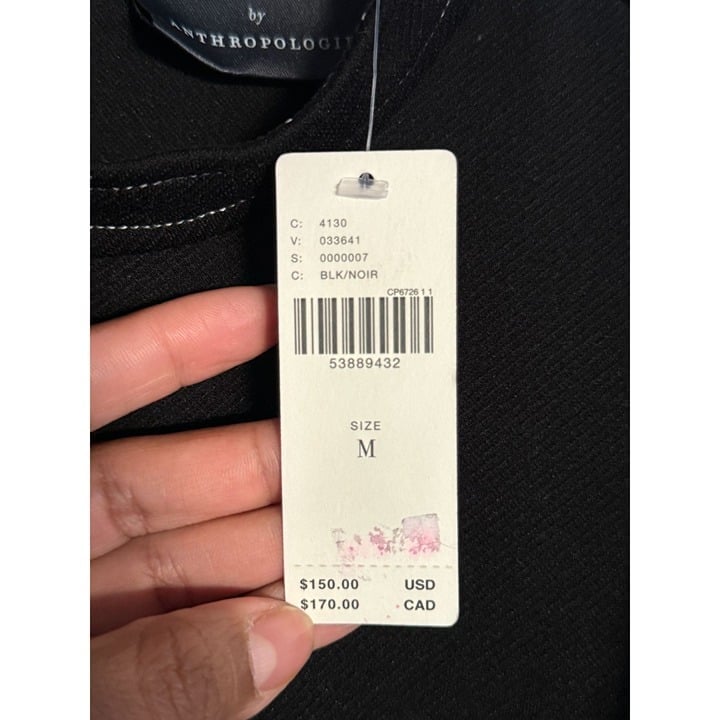 by
ANTHROPOLOGIE
C: 4130
V: 033641
S: 0000007
C: BLK/NOIR
CP6726 1 1
53889432
SIZE
M
$150.00 USD
$170.00 CAD